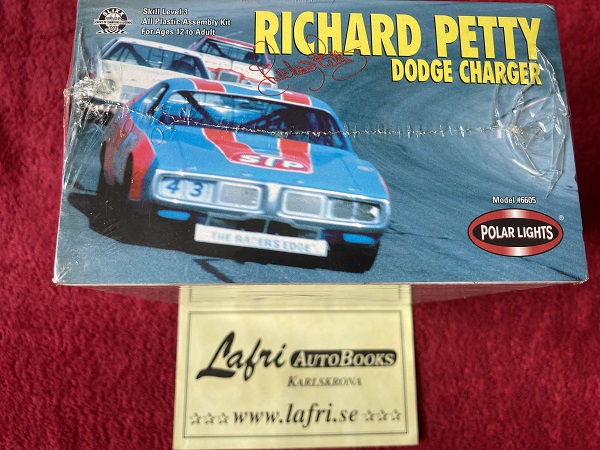 Skill Level 3
All Plastic Assembly Kit
For Ages 12 to Adult
RICHARD PETTY
DODGE CHARGER
STP
43
THE RACER'S EDGE
Model #6605
POLAR LIGHTS®
Lafri AUTOBOOKS
KARLSKRONA
www.lafri.se